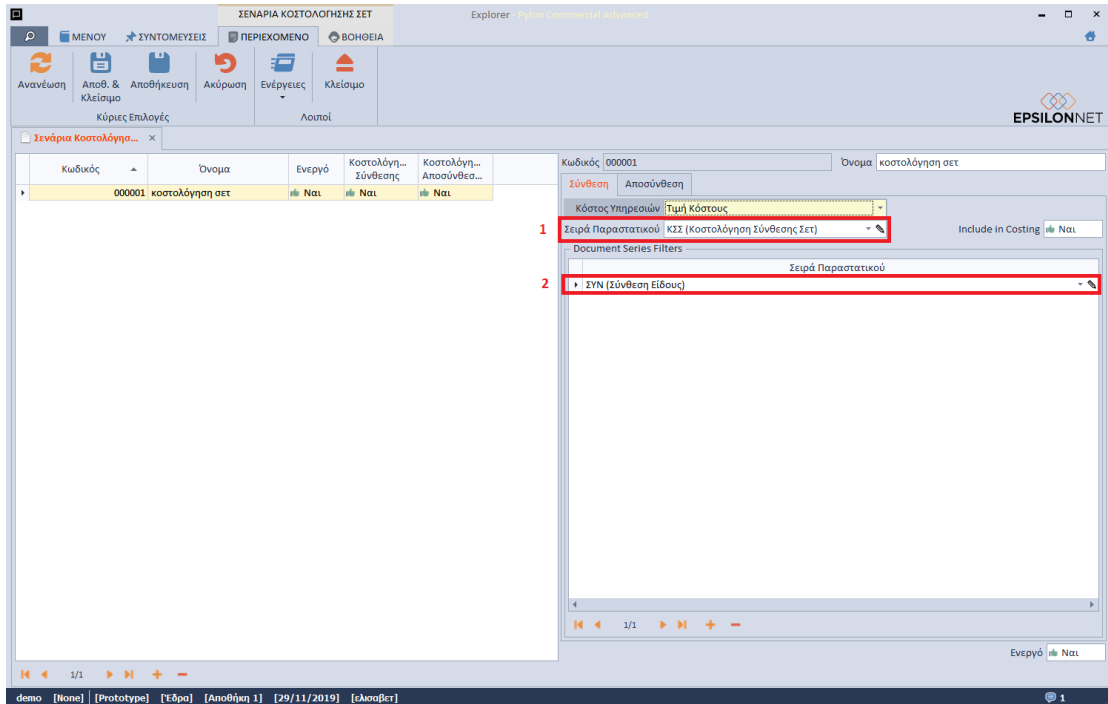 ΣΕΝΑΡΙΑ ΚΟΣΤΟΛΟΓΗΣΗΣ ΣΕΤ
Explorer - Pylon Commercial Advanced
ΜΕΝΟΥ ΣΥΝΤΟΜΕΥΣΕΙΣ ΠΕΡΙΕΧΟΜΕΝΟ ΒΟΗΘΕΙΑ
Ανανέωση Αποθ. & Κλείσιμο Αποθήκευση Ακύρωση Ενέργειες Κλείσιμο
Κύριες Επιλογές Λοιποί
EPSILONNET
Σενάρια Κοστολόγησ...
Κωδικός Όνομα Ενεργό Κοστολόγη... Σύνθεσης Κοστολόγη... Αποσύνθεσ...
000001 κοστολόγηση σετ Ναι Ναι Ναι
Κωδικός 000001 Όνομα κοστολόγηση σετ
Σύνθεση Αποσύνθεση
Κόστος Υπηρεσιών Τιμή Κόστους
1 Σειρά Παραστατικού ΚΣΣ (Κοστολόγηση Σύνθεσης Σετ) Include in Costing Ναι
Document Series Filters
Σειρά Παραστατικού
2 ΣΥΝ (Σύνθεση Είδους)
1/1
Ενεργό Ναι
1/1
demo [None] [Prototype] ['Εδρα] [Αποθήκη 1] [29/11/2019] [ελισαβετ] 1